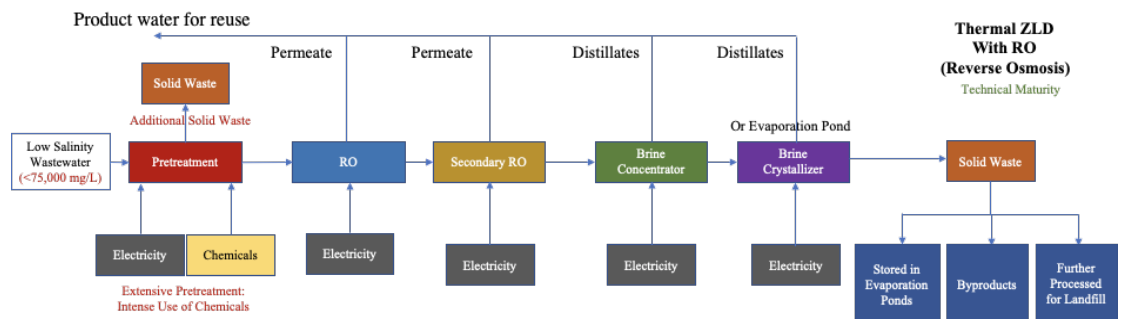 Product water for reuse
Thermal ZLD
With RO
(Reverse Osmosis)
Technical Maturity
Permeate
Permeate
Distillates
Distillates
Solid Waste
Additional Solid Waste
Or Evaporation Pond
Low Salinity
Wastewater
(<75,000 mg/L)
Pretreatment
RO
Secondary RO
Brine
Concentrator
Brine
Crystallizer
Solid Waste
Electricity
Chemicals
Electricity
Electricity
Electricity
Electricity
Extensive Pretreatment:
Intense Use of Chemicals
Stored in
Evaporation
Ponds
Byproducts
Further
Processed
for Landfill